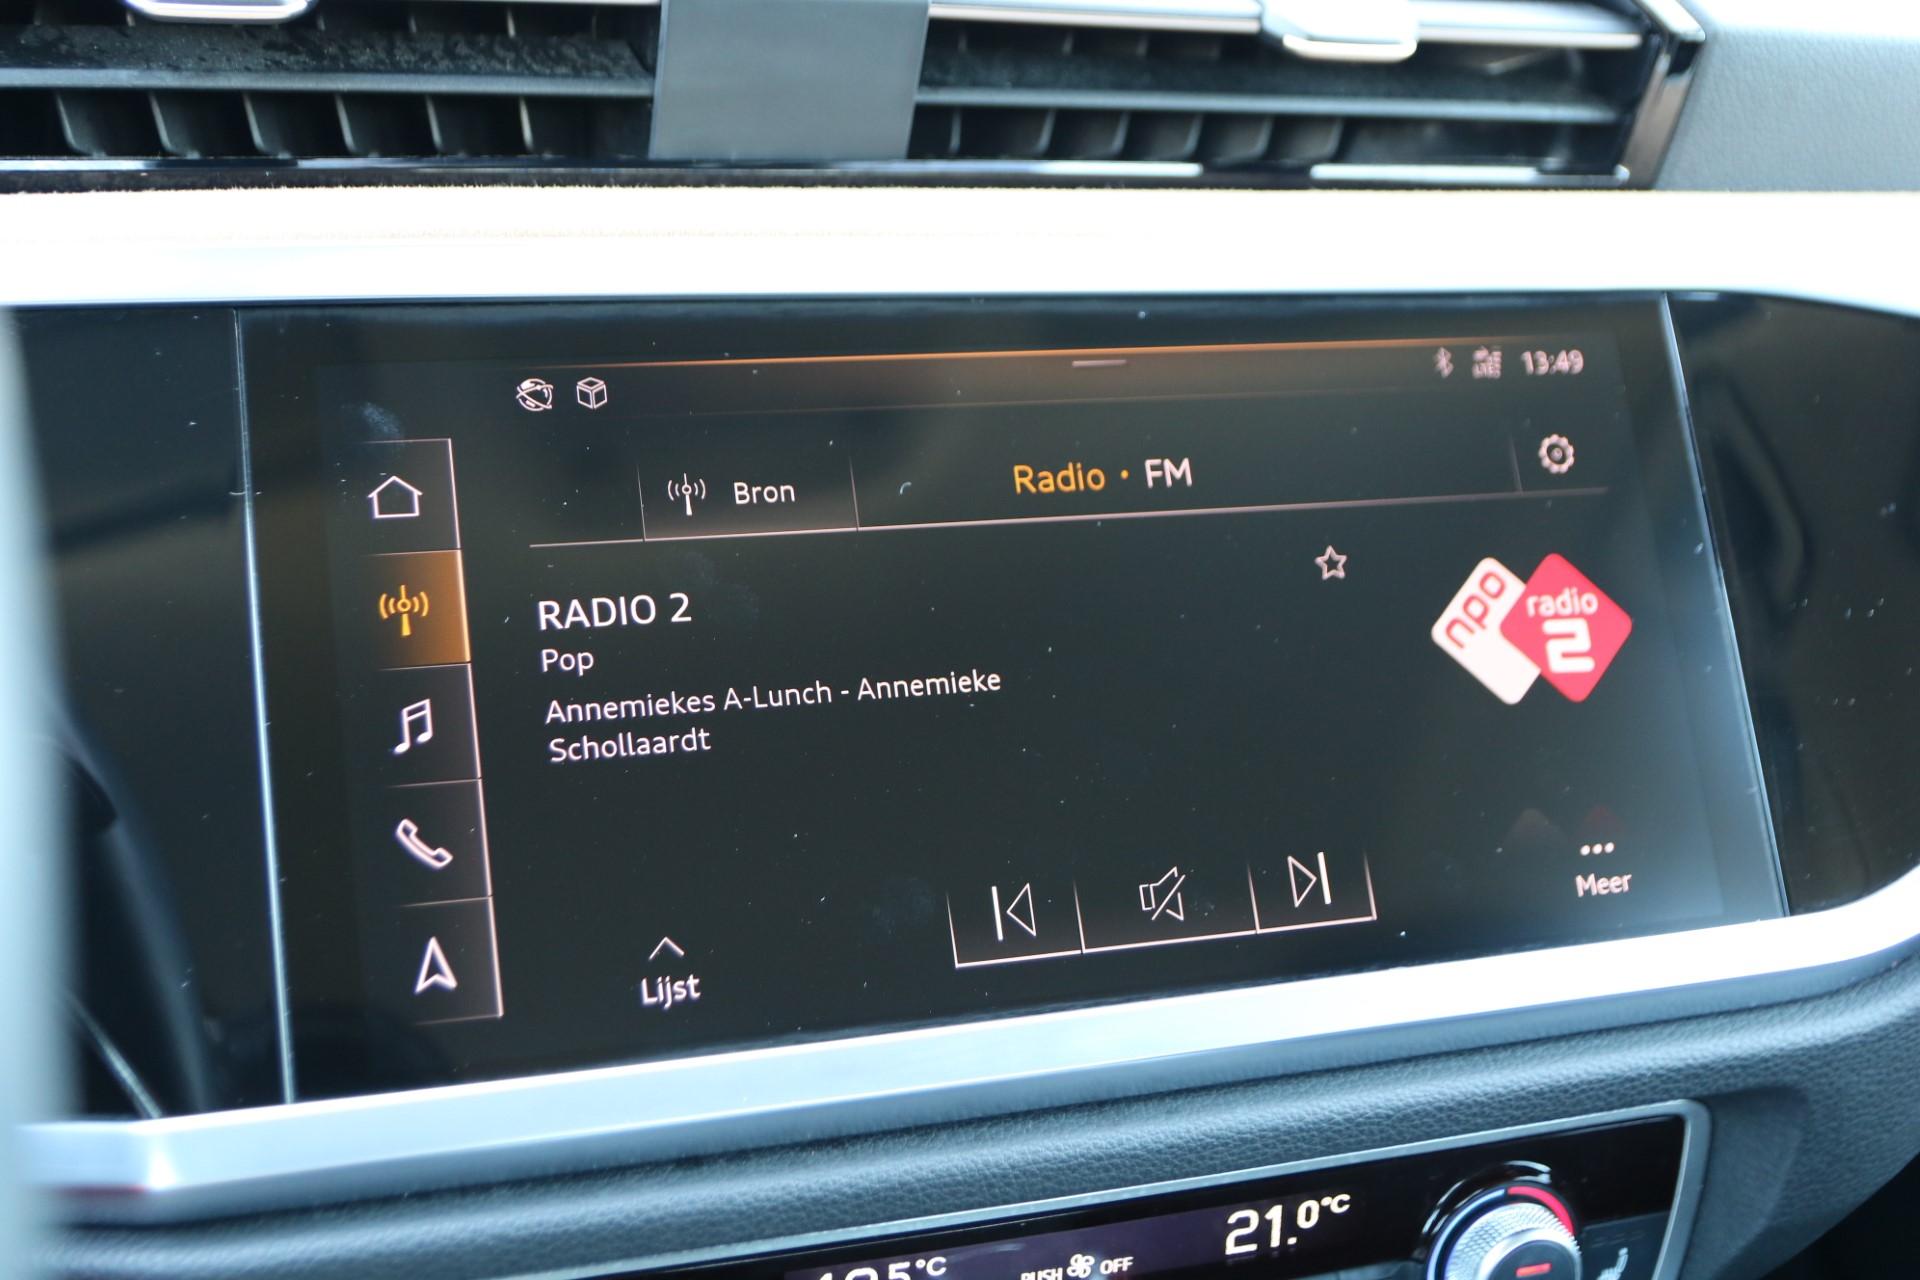 13:49
Bron
Radio • FM
RADIO 2
Pop
Annemiekes A-Lunch - Annemieke
Schollaardt
npo
radio
2
Lijst
Meer
21.0°C
PUSH OFF